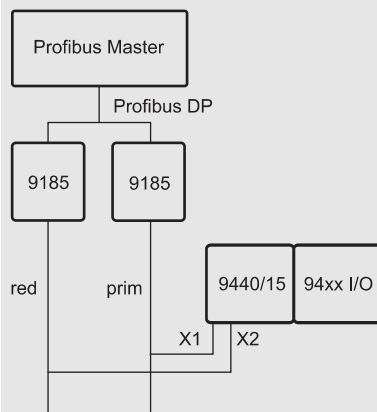 Profibus Master
Profibus DP
9185 9185
9440/15 94xx I/O
red prim
X1 X2